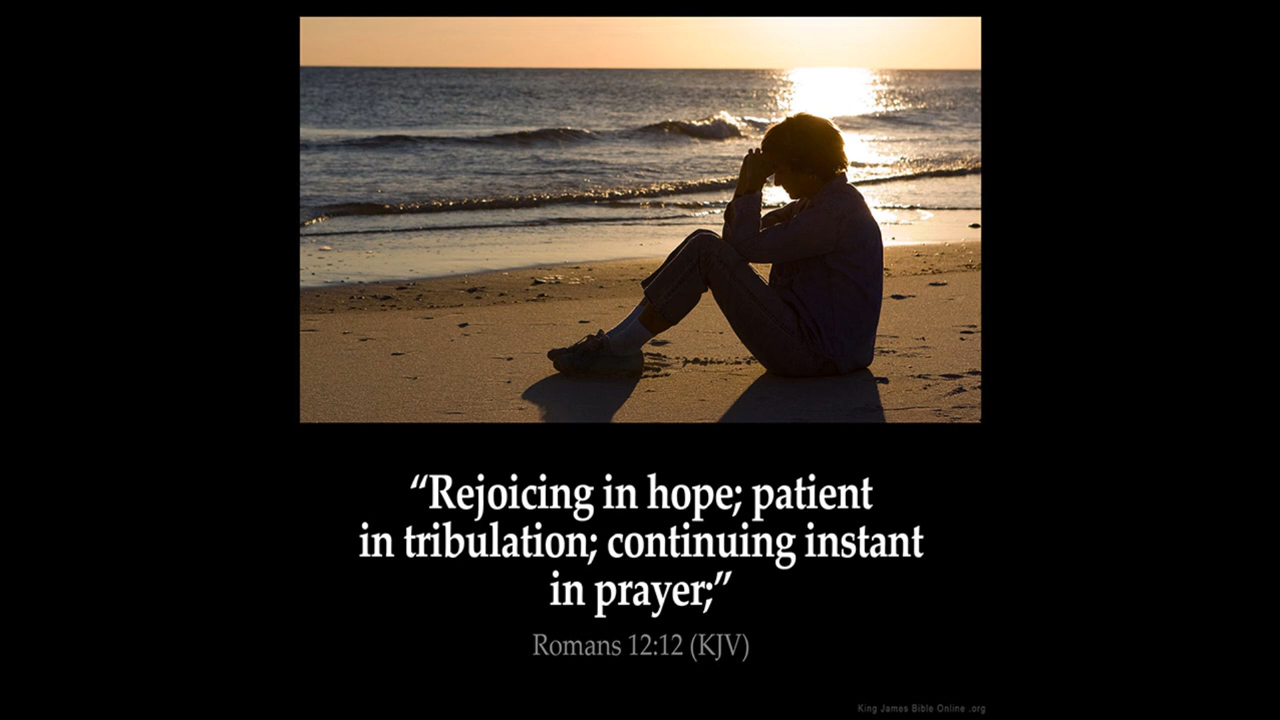 “Rejoicing in hope; patient
in tribulation; continuing instant
in prayer;”
Romans 12:12 (KJV)
King James Bible Online .org